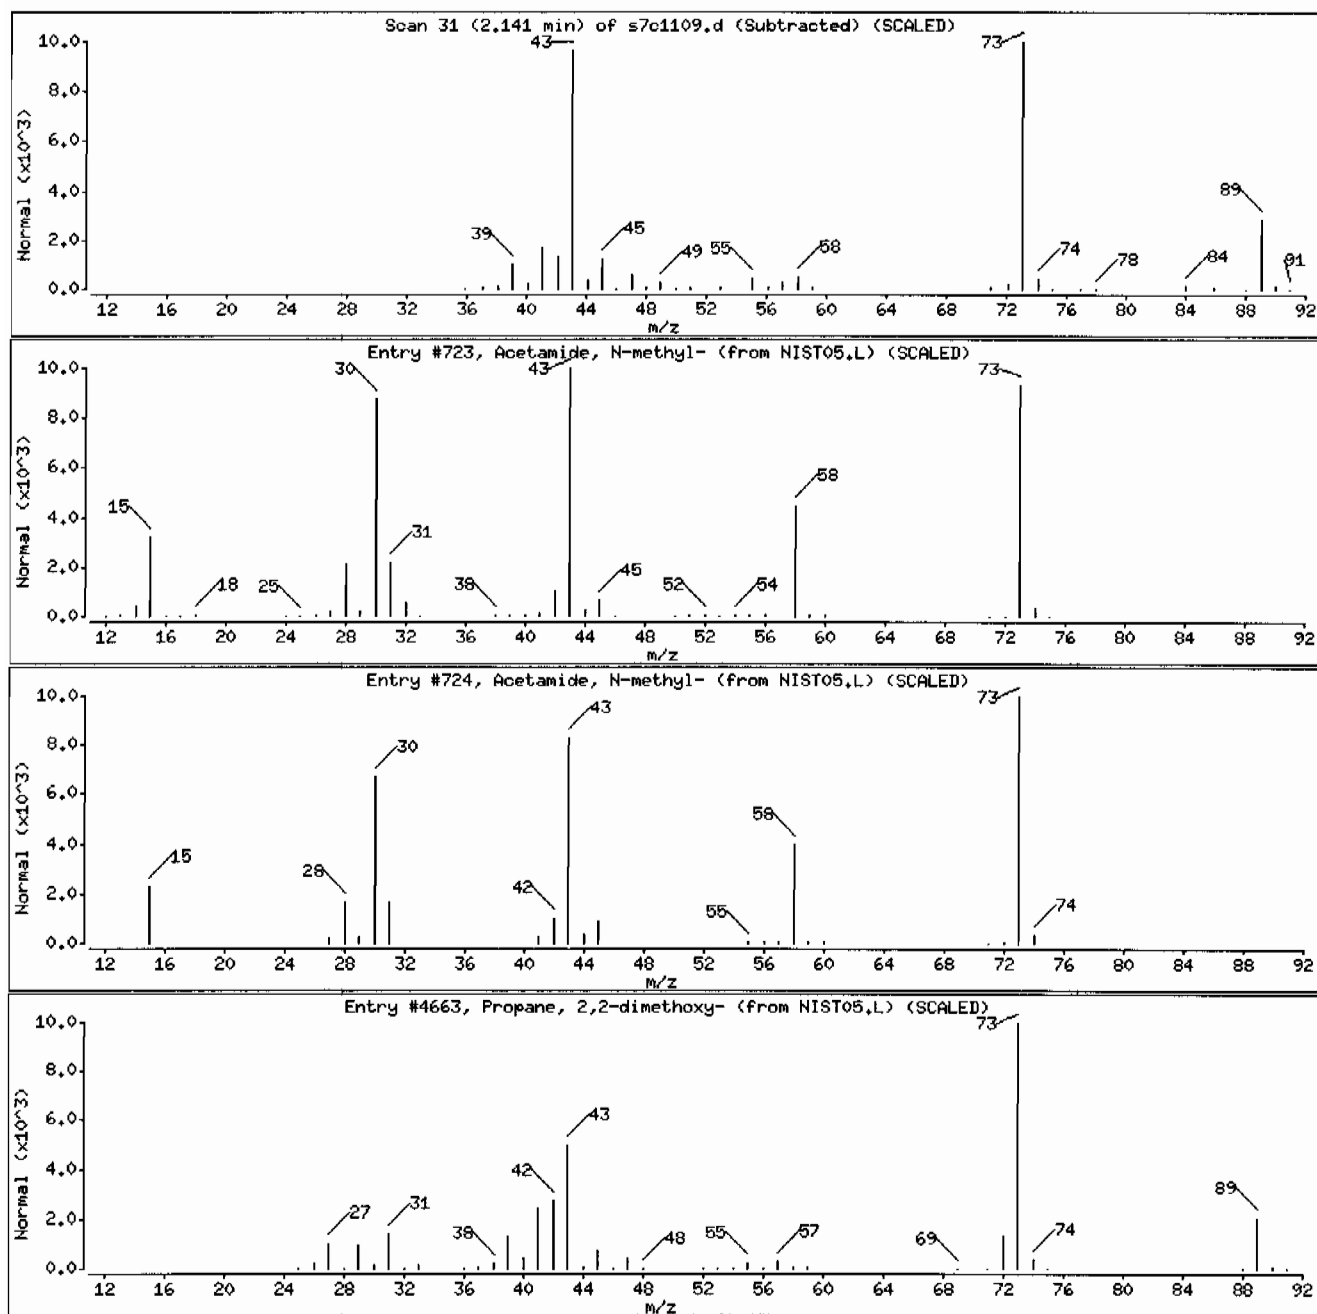 Scan 31 (2.141 min) of s7c1109.d (Subtracted) (SCALED)
Normal (x10^3)
10.0
8.0
6.0
4.0
2.0
0.0
39 43 45 49 55 58 73 74 78 84 89 91
12 16 20 24 28 32 36 40 44 48 52 56 60 64 68 72 76 80 84 88 92
m/z
Entry #723, Acetamide, N-methyl- (from NIST05.L) (SCALED)
Normal (x10^3)
10.0
8.0
6.0
4.0
2.0
0.0
15 18 25 30 31 38 43 45 52 54 58 73
12 16 20 24 28 32 36 40 44 48 52 56 60 64 68 72 76 80 84 88 92
m/z
Entry #724, Acetamide, N-methyl- (from NIST05.L) (SCALED)
Normal (x10^3)
10.0
8.0
6.0
4.0
2.0
0.0
15 28 30 42 43 55 58 73 74
12 16 20 24 28 32 36 40 44 48 52 56 60 64 68 72 76 80 84 88 92
m/z
Entry #4663, Propane, 2,2-dimethoxy- (from NIST05.L) (SCALED)
Normal (x10^3)
10.0
8.0
6.0
4.0
2.0
0.0
27 31 38 42 43 48 55 57 69 73 74 89
12 16 20 24 28 32 36 40 44 48 52 56 60 64 68 72 76 80 84 88 92
m/z